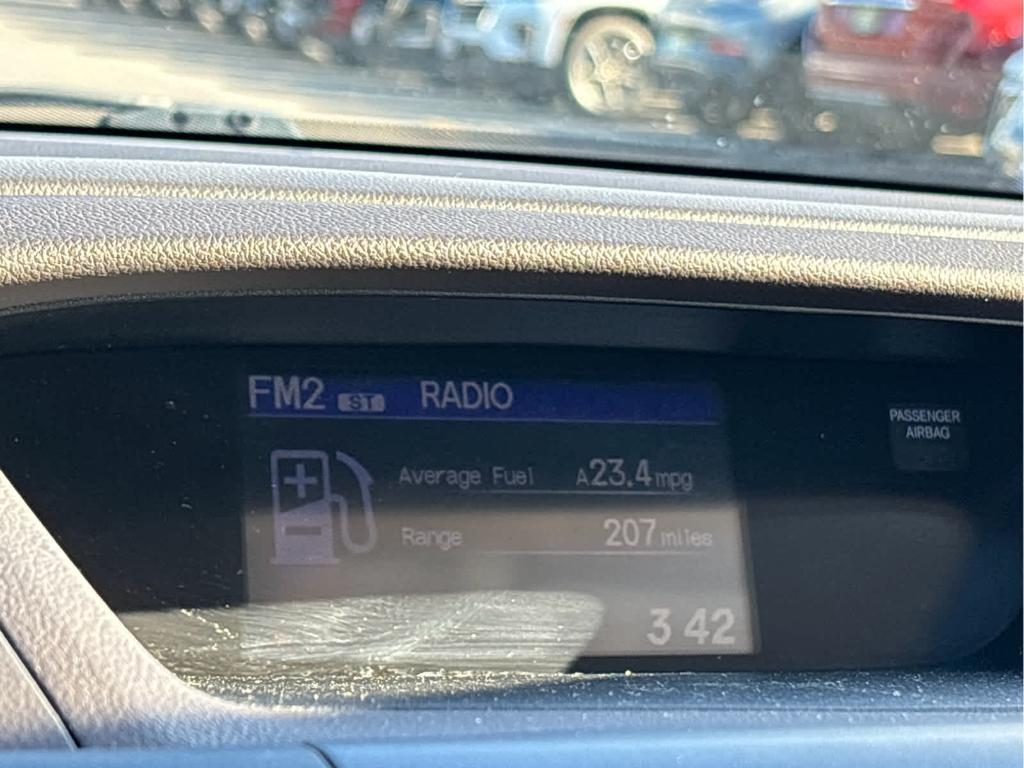 FM2 ST RADIO
PASSENGER
AIRBAG
Average Fuel A23.4 mpg
Range 207 miles
3 42